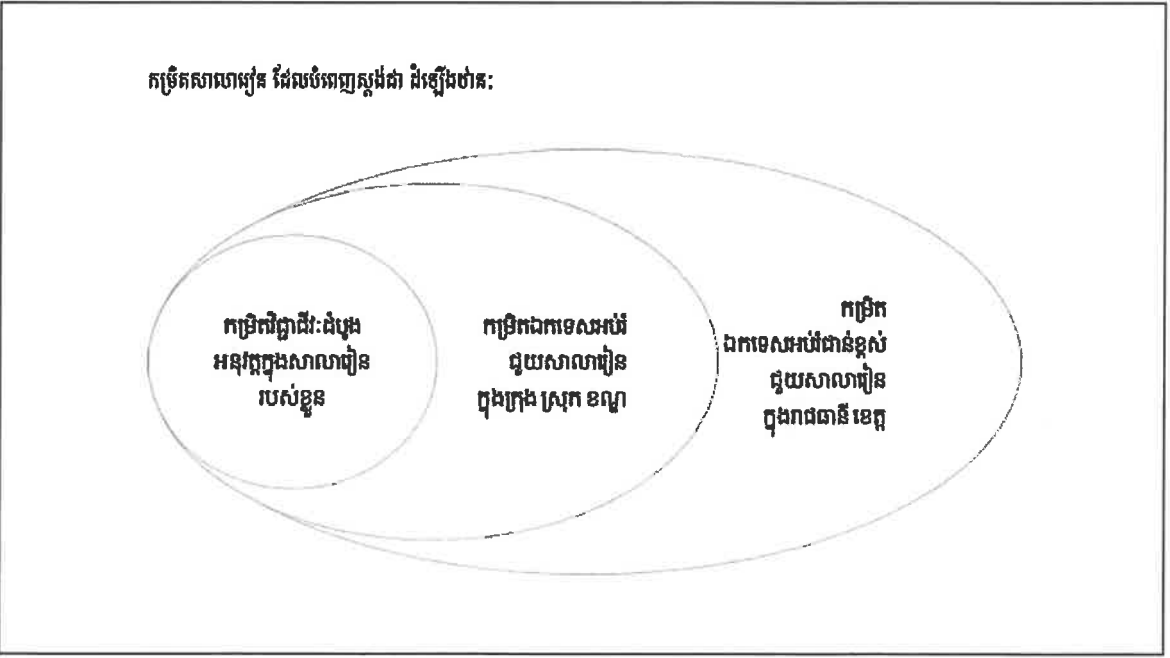 កម្រិតសាលារៀន ដែលបំពេញស្តង់ដា ដំឡើងឋានៈ
កម្រិតវិជ្ជាជីវៈដំបូង
អនុវត្តក្នុងសាលារៀន
របស់ខ្លួន
កម្រិតឯកទេសអប់រំ
ជួយសាលារៀន
ក្នុងក្រុង ស្រុក ខណ្ឌ
កម្រិត
ឯកទេសអប់រំជាន់ខ្ពស់
ជួយសាលារៀន
ក្នុងរាជធានី ខេត្ត